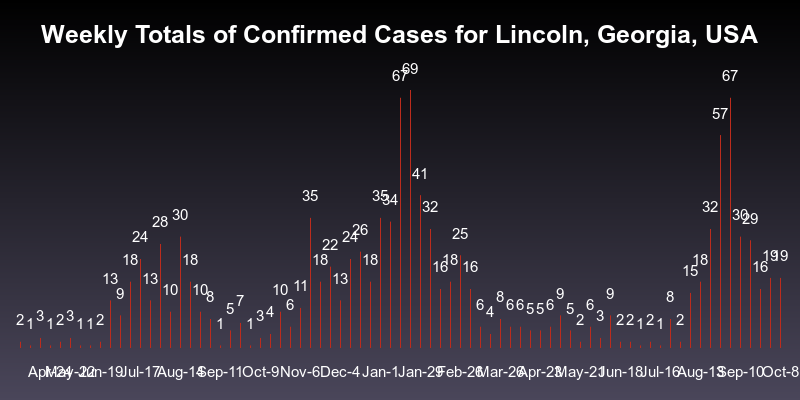 Weekly Totals of Confirmed Cases for Lincoln, Georgia, USA
2 1 3 1 2 3 1 1 2 13 9 18 24 13 28 10 30 18 10 8 1 5 7 1 3 4 10 6 11 35 18 22 13 24 26 18 35 34 67 69 41 32 16 18 25 16 6 4 8 6 6 5 5 6 9 5 2 6 3 9 2 2 1 2 1 8 2 15 18 32 57 67 30 29 16 19 19
Apr-24 May-22 Jun-19 Jul-17 Aug-14 Sep-11 Oct-9 Nov-6 Dec-4 Jan-1 Jan-29 Feb-26 Mar-26 Apr-23 May-21 Jun-18 Jul-16 Aug-13 Sep-10 Oct-8